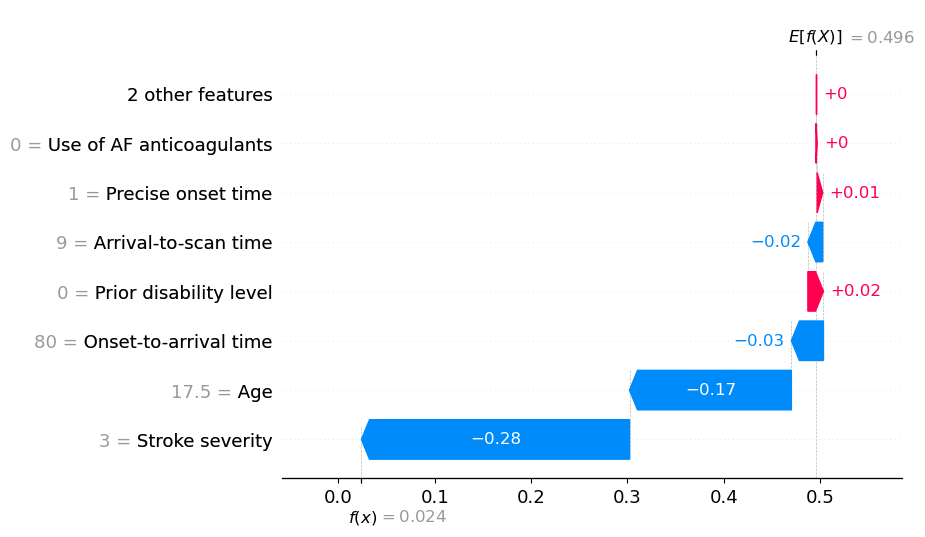 E[f(X)] = 0.496
2 other features +0
0 = Use of AF anticoagulants +0
1 = Precise onset time +0.01
9 = Arrival-to-scan time −0.02
0 = Prior disability level +0.02
80 = Onset-to-arrival time −0.03
17.5 = Age −0.17
3 = Stroke severity −0.28
0.0 0.1 0.2 0.3 0.4 0.5
f(x) = 0.024